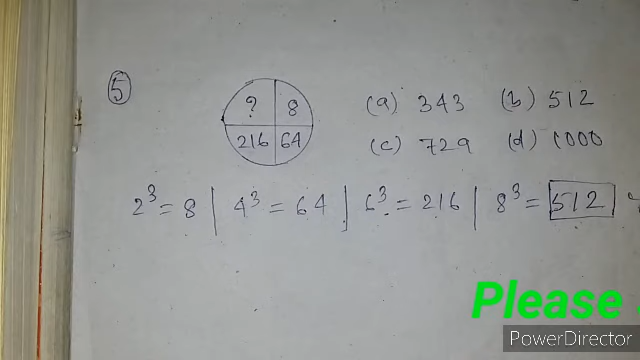 5
? 8
216 64
(a) 343 (b) 512
(c) 729 (d) 1000
2³ = 8 | 4³ = 64 | 6³ = 216 | 8³ = 512
Please
PowerDirector